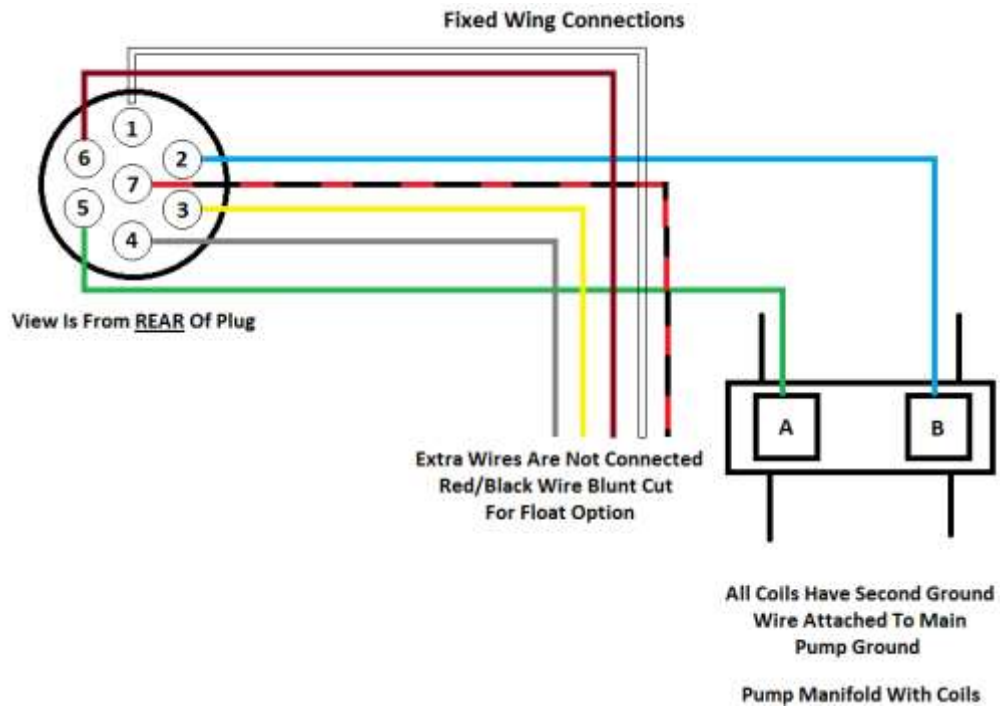 Fixed Wing Connections
1
6
2
7
5
3
4
View Is From REAR Of Plug
A
B
Extra Wires Are Not Connected
Red/Black Wire Blunt Cut
For Float Option
All Coils Have Second Ground
Wire Attached To Main
Pump Ground
Pump Manifold With Coils